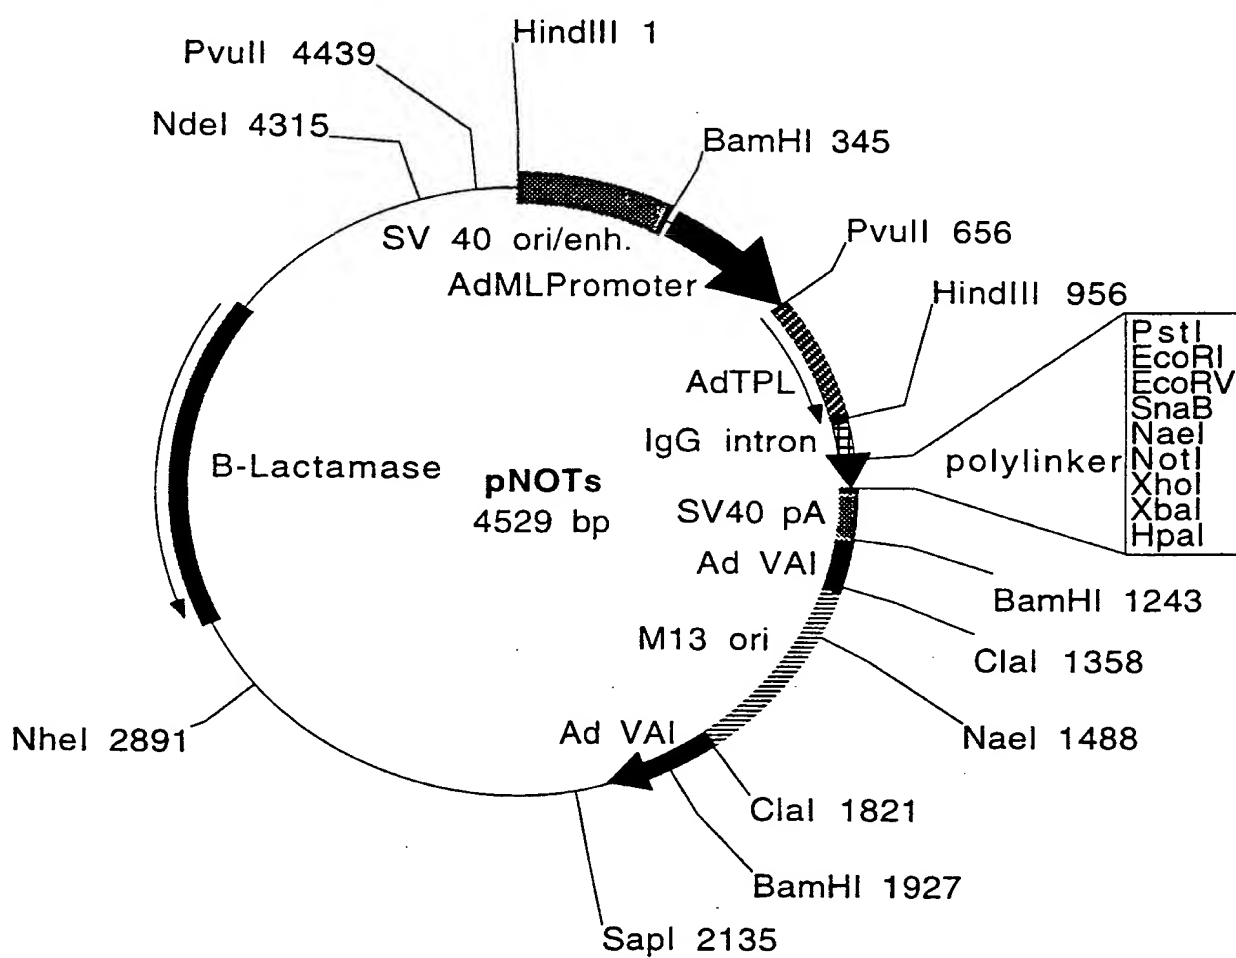 HindIII 1
PvuII 4439
NdeI 4315
BamHI 345
SV 40 ori/enh.
PvuII 656
AdMLPromoter
HindIII 956
PstI
EcoRI
EcoRV
SnaB
NaeI
NotI
XhoI
XbaI
HpaI
AdTPL
IgG intron
polylinker
B-Lactamase
pNOTs
4529 bp
SV40 pA
Ad VAI
BamHI 1243
M13 ori
ClaI 1358
NheI 2891
Ad VAI
NaeI 1488
ClaI 1821
BamHI 1927
SapI 2135